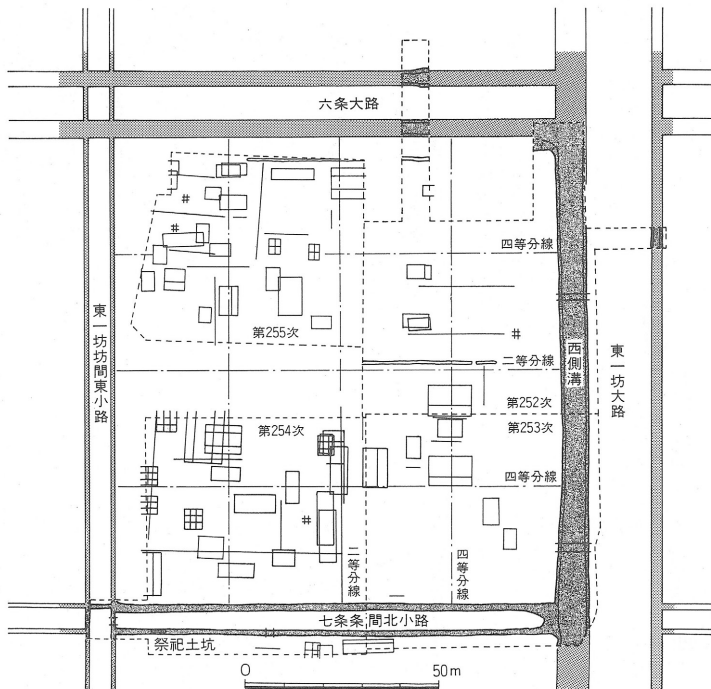 六条大路
四等分線
第255次
東一坊坊間東小路
西側溝
東一坊大路
二等分線
第252次
第254次
第253次
四等分線
二等分線
四等分線
七条条間北小路
祭祀土坑
0 50m